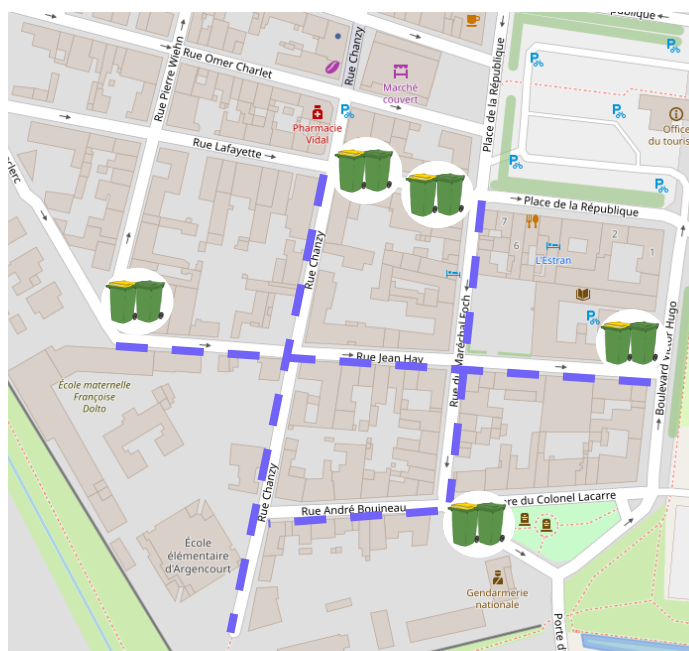 publique
Rue Chanzy
Rue Pierre Wiehn
Rue Omer Charlet
Marché
couvert
Place de la République
Office
du touris
Pharmacie
Vidal
Rue Lafayette
clerc
Place de la République
7
6
2
1
L'Estran
Rue Chanzy
Rue du Maréchal Foch
Boulevard Victor Hugo
Rue Jean Hay
École maternelle
Françoise
Dolto
Rue Chanzy
Rue André Bouineau
re du Colonel Lacarre
École
élémentaire
d'Argencourt
Gendarmerie
nationale
Porte d